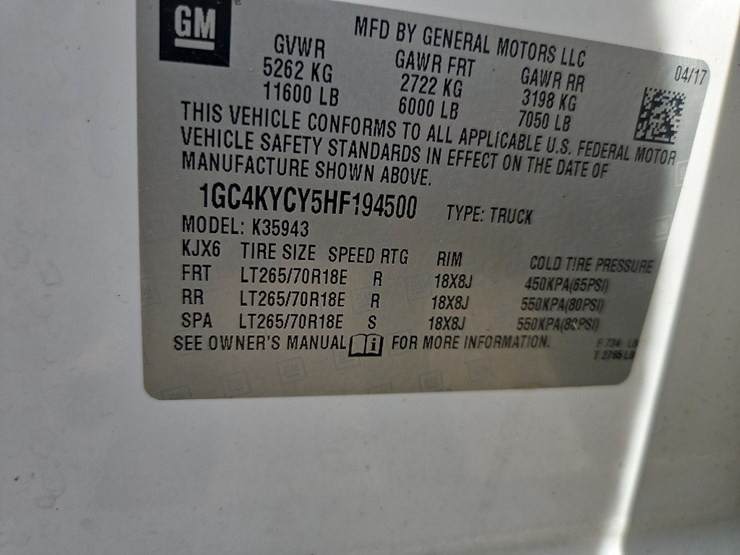 GM
MFD BY GENERAL MOTORS LLC
04/17
GVWR GAWR FRT GAWR RR
5262 KG 2722 KG 3198 KG
11600 LB 6000 LB 7050 LB
THIS VEHICLE CONFORMS TO ALL APPLICABLE U.S. FEDERAL MOTOR
VEHICLE SAFETY STANDARDS IN EFFECT ON THE DATE OF
MANUFACTURE SHOWN ABOVE.
1GC4KYCY5HF194500 TYPE: TRUCK
MODEL: K35943
KJX6 TIRE SIZE SPEED RTG RIM COLD TIRE PRESSURE
FRT LT265/70R18E R 18X8J 450KPA(65PSI)
RR LT265/70R18E R 18X8J 550KPA(80PSI)
SPA LT265/70R18E S 18X8J 550KPA(80PSI)
SEE OWNER'S MANUAL i FOR MORE INFORMATION.